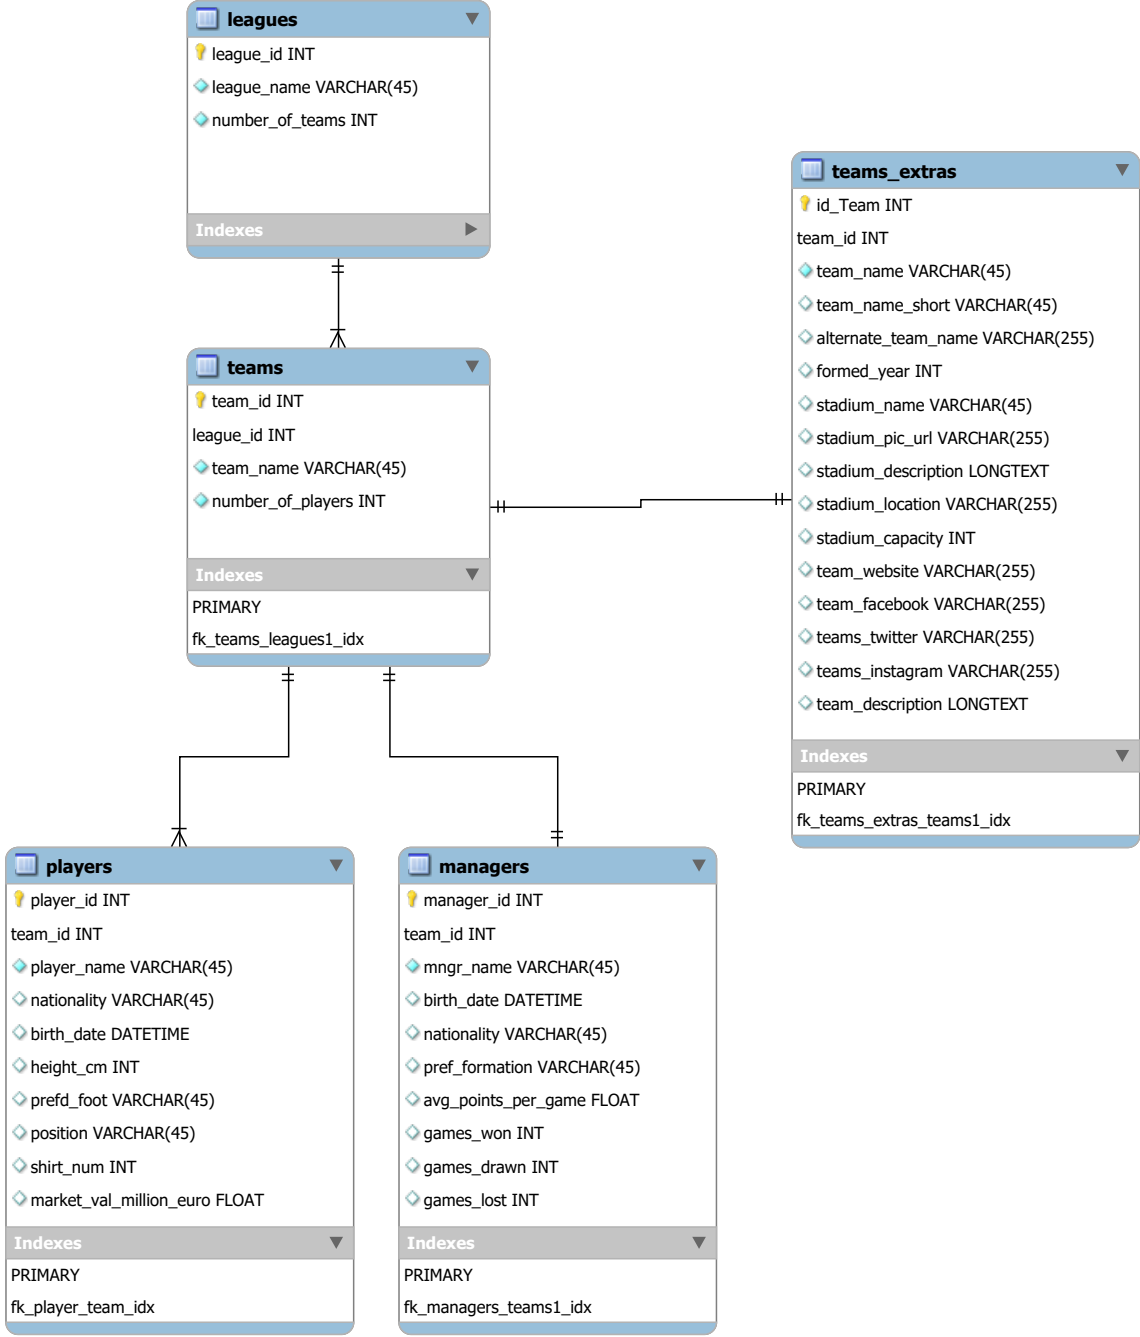 leagues
league_id INT
league_name VARCHAR(45)
number_of_teams INT
Indexes
teams
team_id INT
league_id INT
team_name VARCHAR(45)
number_of_players INT
Indexes
PRIMARY
fk_teams_leagues1_idx
teams_extras
id_Team INT
team_id INT
team_name VARCHAR(45)
team_name_short VARCHAR(45)
alternate_team_name VARCHAR(255)
formed_year INT
stadium_name VARCHAR(45)
stadium_pic_url VARCHAR(255)
stadium_description LONGTEXT
stadium_location VARCHAR(255)
stadium_capacity INT
team_website VARCHAR(255)
team_facebook VARCHAR(255)
teams_twitter VARCHAR(255)
teams_instagram VARCHAR(255)
team_description LONGTEXT
Indexes
PRIMARY
fk_teams_extras_teams1_idx
players
player_id INT
team_id INT
player_name VARCHAR(45)
nationality VARCHAR(45)
birth_date DATETIME
height_cm INT
prefd_foot VARCHAR(45)
position VARCHAR(45)
shirt_num INT
market_val_million_euro FLOAT
Indexes
PRIMARY
fk_player_team_idx
managers
manager_id INT
team_id INT
mngr_name VARCHAR(45)
birth_date DATETIME
nationality VARCHAR(45)
pref_formation VARCHAR(45)
avg_points_per_game FLOAT
games_won INT
games_drawn INT
games_lost INT
Indexes
PRIMARY
fk_managers_teams1_idx